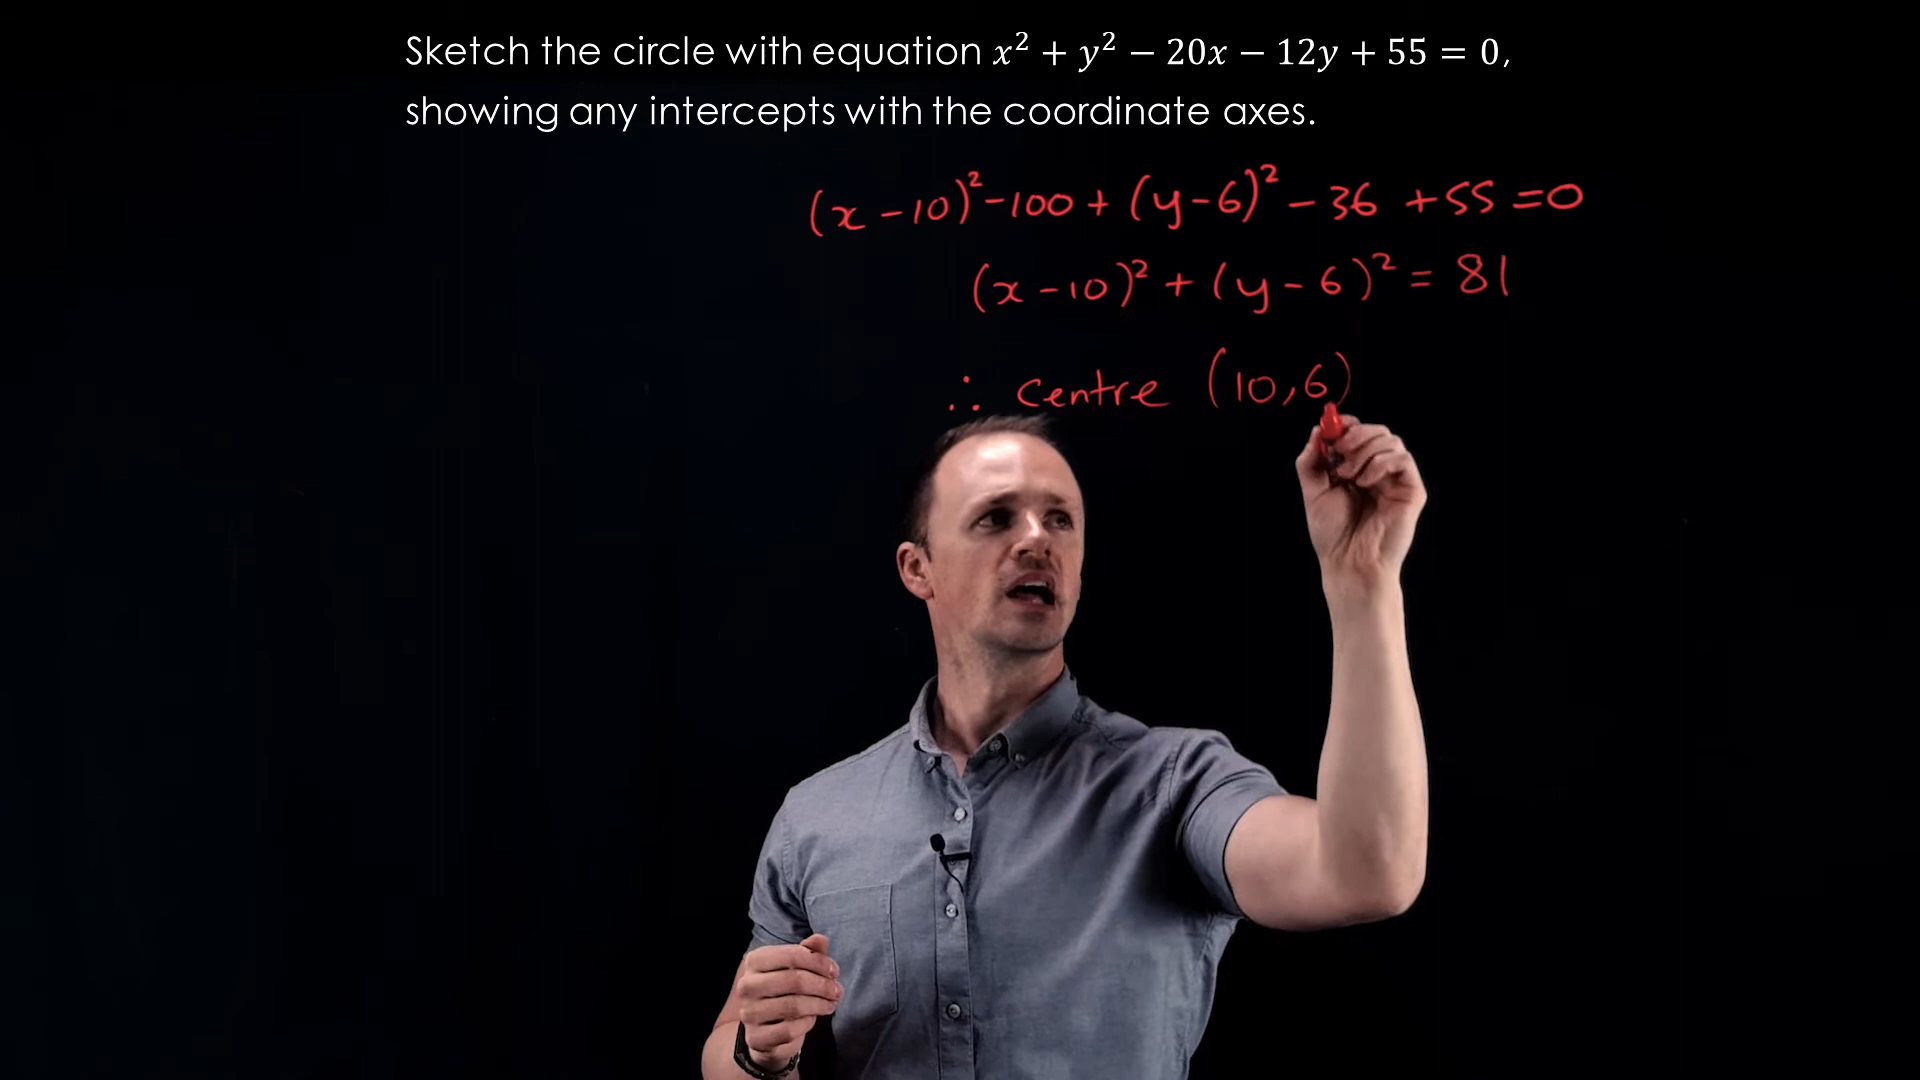 Sketch the circle with equation x² + y² − 20x − 12y + 55 = 0,
showing any intercepts with the coordinate axes.
(x − 10)² − 100 + (y − 6)² − 36 + 55 = 0
(x − 10)² + (y − 6)² = 81
∴ centre (10, 6)